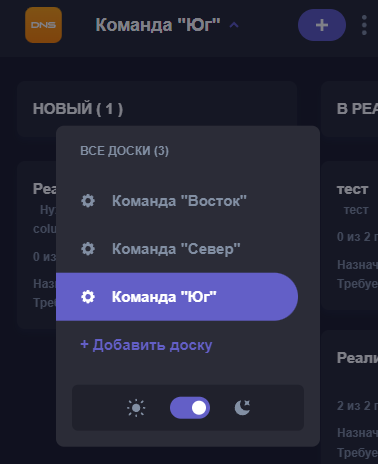 DNS
Команда "Юг"
НОВЫЙ ( 1 )
В РЕА
ВСЕ ДОСКИ (3)
Реа
Ну
colu
0 из
Назн
Требу
Команда "Восток"
Команда "Север"
Команда "Юг"
+ Добавить доску
тест
тест
0 из 2 п
Назнач
Требуе
Реали
2 из 2 п
Назнач
Требуе